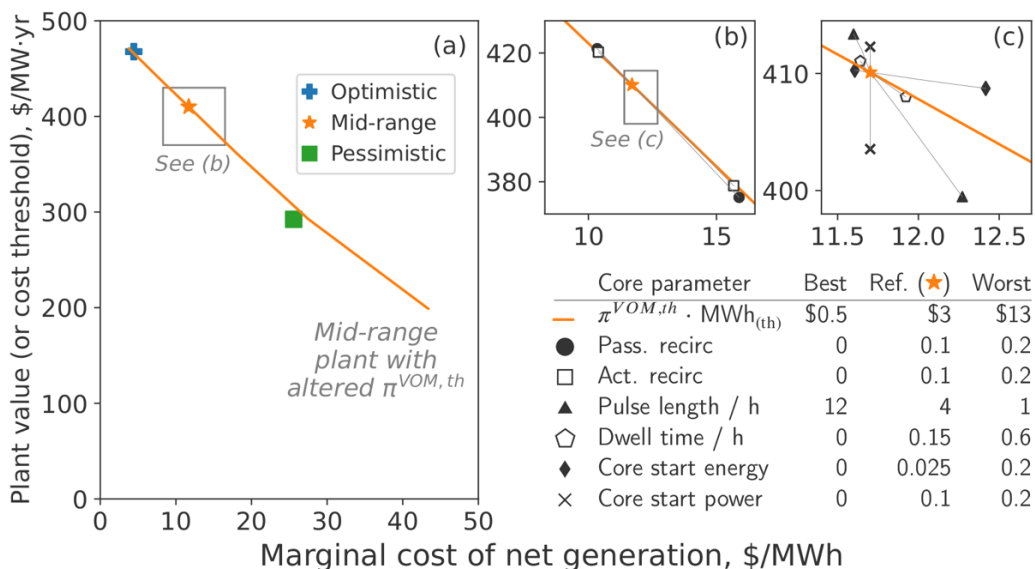 Plant value (or cost threshold), $/MW·yr
500
400
300
200
100
0
(a)
Optimistic
Mid-range
Pessimistic
See (b)
Mid-range
plant with
altered π^VOM, th
0 10 20 30 40 50
(b)
420
400
380
See (c)
10 15
(c)
410
400
11.5 12.0 12.5
Core parameter Best Ref. (★) Worst
π^VOM,th · MWh(th) $0.5 $3 $13
Pass. recirc 0 0.1 0.2
Act. recirc 0 0.1 0.2
Pulse length / h 12 4 1
Dwell time / h 0 0.15 0.6
Core start energy 0 0.025 0.2
Core start power 0 0.1 0.2
Marginal cost of net generation, $/MWh